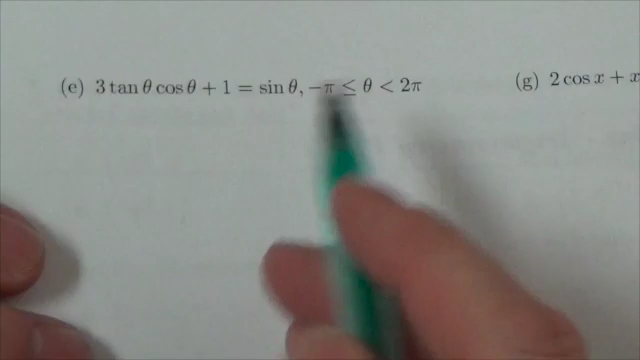 (e) 3 tan θ cos θ + 1 = sin θ, −π ≤ θ < 2π
(g) 2 cos x + x